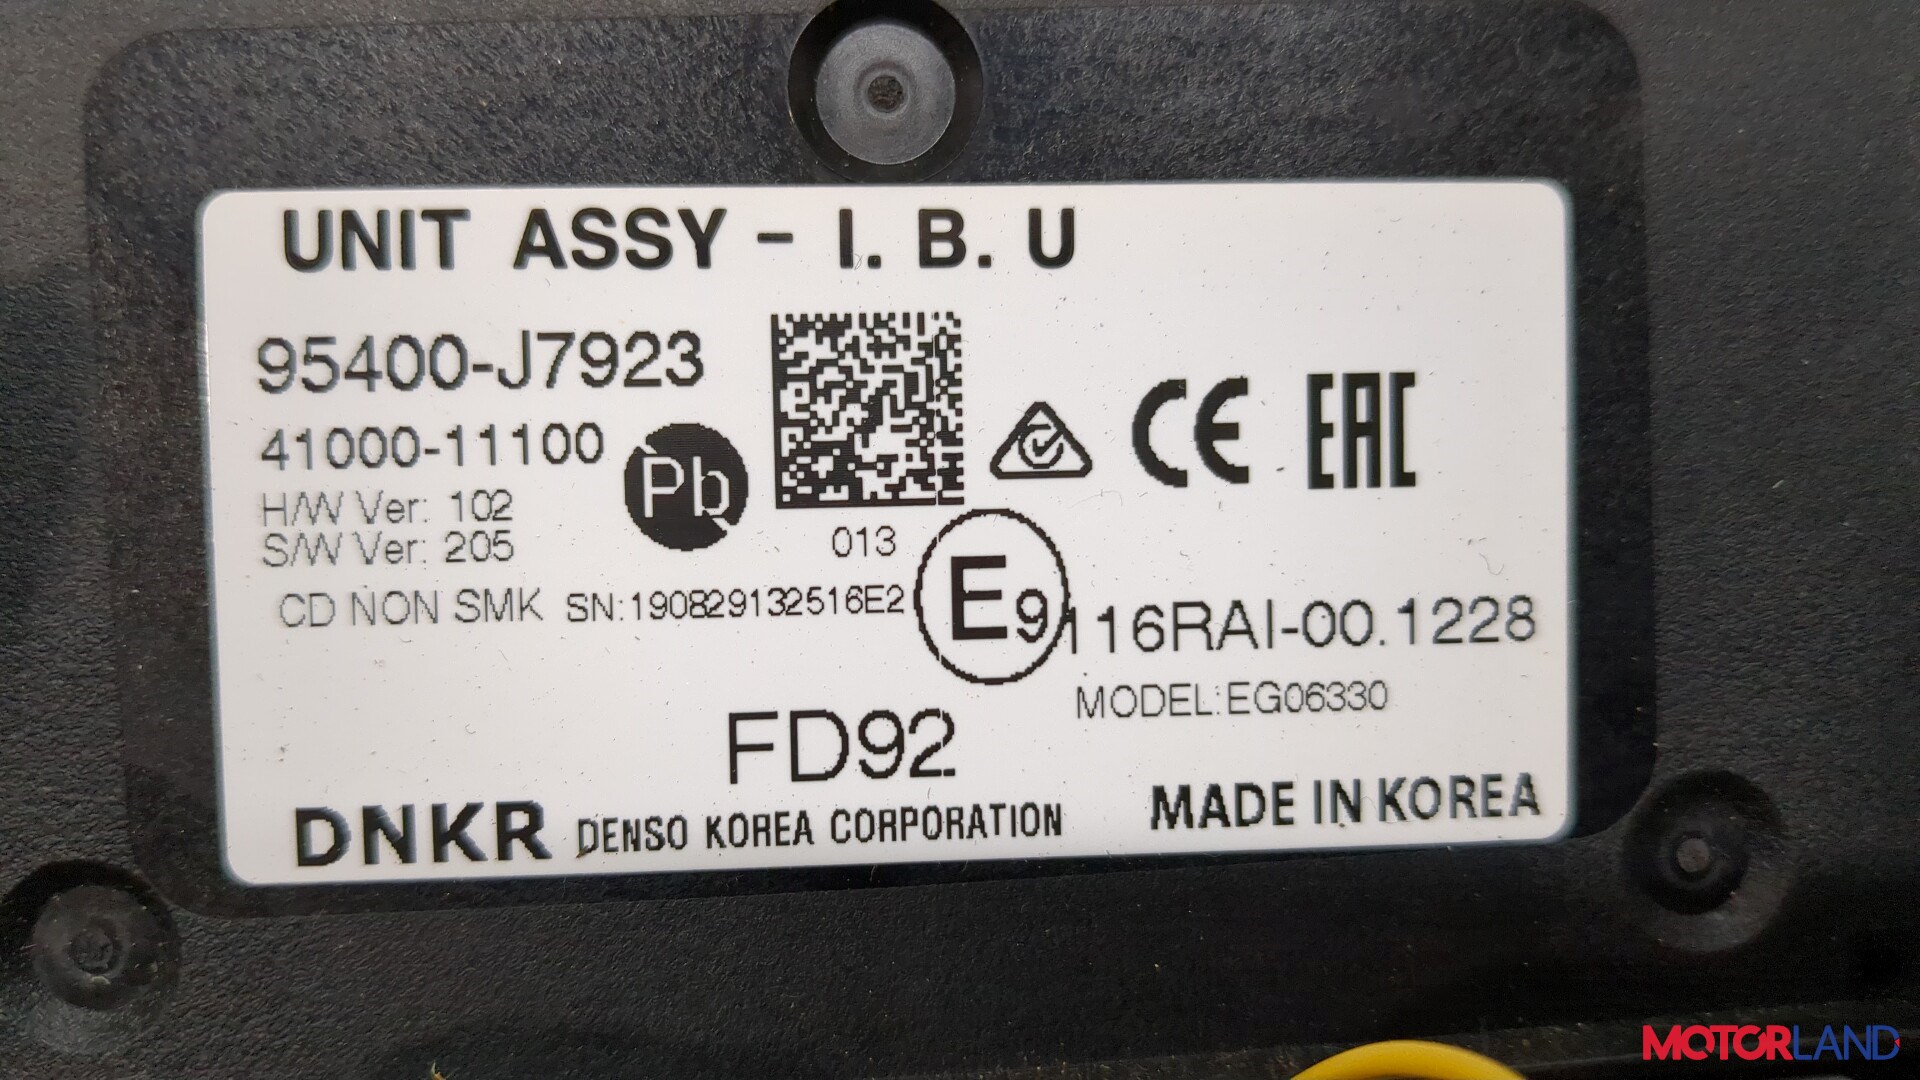 UNIT ASSY - I. B. U
95400-J7923
41000-11100
Pb
H/W Ver: 102
S/W Ver: 205
013
CE
EAC
CD NON SMK SN:190829132516E2
E9
116RAI-00.1228
MODEL:EG06330
FD92
DNKR DENSO KOREA CORPORATION
MADE IN KOREA
MOTORLAND